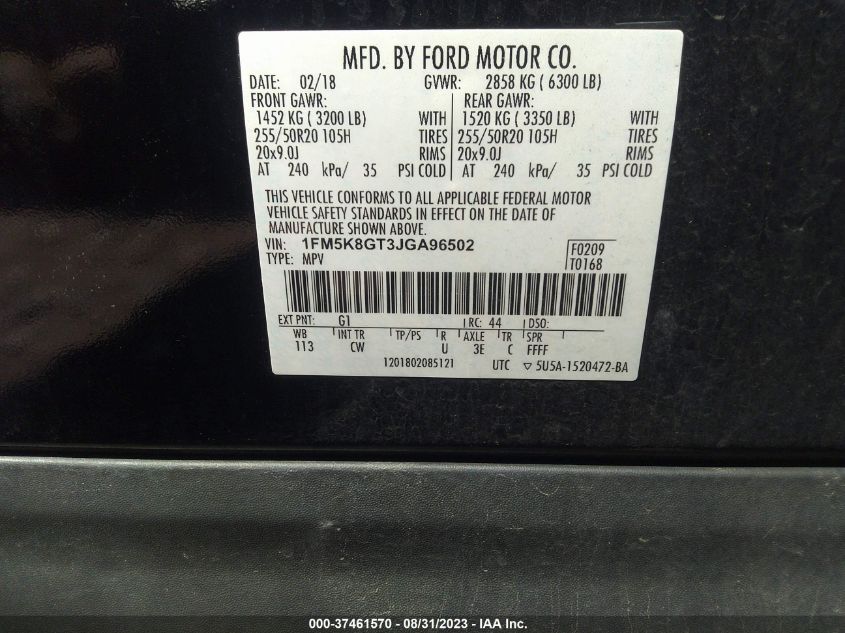 MFD. BY FORD MOTOR CO.
DATE: 02/18 GVWR: 2858 KG ( 6300 LB)
FRONT GAWR: REAR GAWR:
1452 KG ( 3200 LB) WITH 1520 KG ( 3350 LB) WITH
255/50R20 105H TIRES 255/50R20 105H TIRES
20x9.0J RIMS 20x9.0J RIMS
AT 240 kPa/ 35 PSI COLD AT 240 kPa/ 35 PSI COLD
THIS VEHICLE CONFORMS TO ALL APPLICABLE FEDERAL MOTOR
VEHICLE SAFETY STANDARDS IN EFFECT ON THE DATE OF
MANUFACTURE SHOWN ABOVE.
VIN: 1FM5K8GT3JGA96502 F0209
TYPE: MPV T0168
EXT PNT: G1 RC: 44 DSO:
WB INT TR TP/PS R AXLE TR SPR
113 CW U 3E C FFFF
1201802085121 UTC ▽ 5U5A-1520472-BA
000-37461570 - 08/31/2023 - IAA Inc.